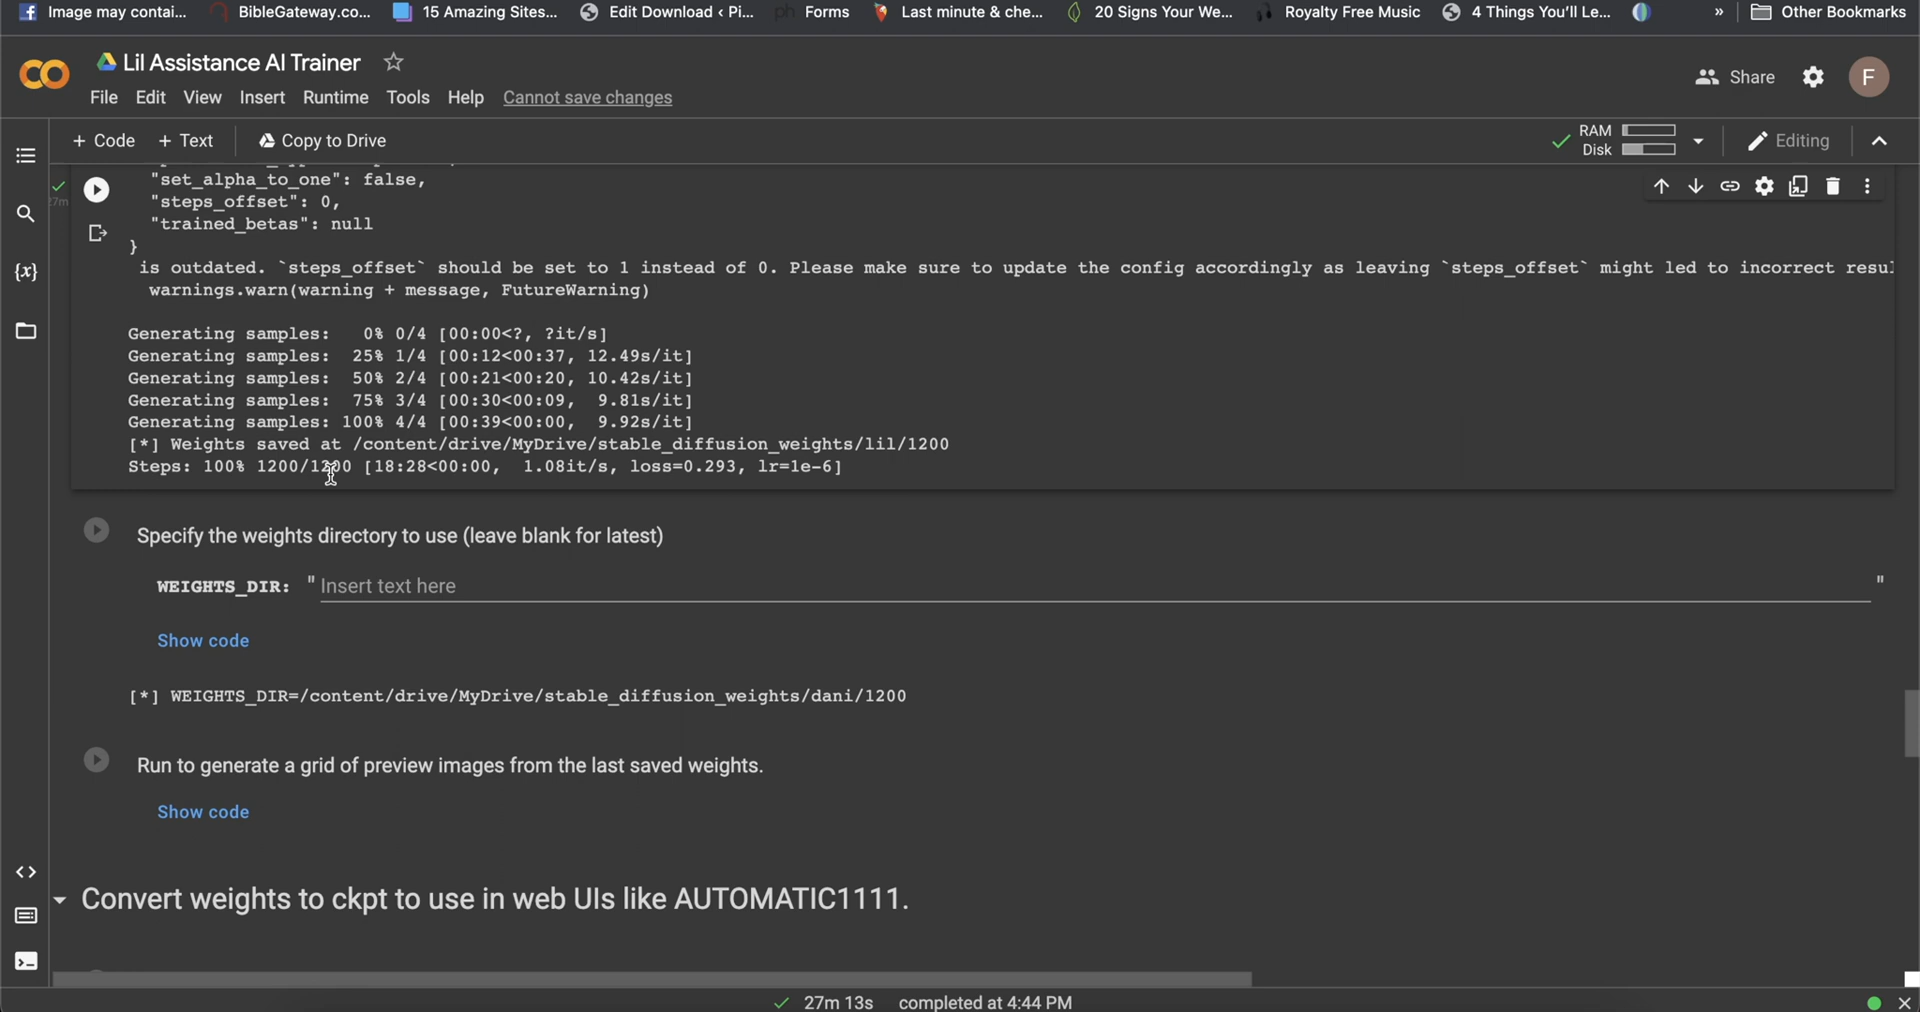 Image may contai...
BibleGateway.co...
15 Amazing Sites...
Edit Download ‹ Pi...
ph Forms
Last minute & che...
20 Signs Your We...
Royalty Free Music
4 Things You'll Le...
»
Other Bookmarks
Lil Assistance AI Trainer
File Edit View Insert Runtime Tools Help Cannot save changes
Share
F
+ Code + Text Copy to Drive
RAM
Disk
Editing
27m
{x}
"set_alpha_to_one": false,
"steps_offset": 0,
"trained_betas": null
}
is outdated. `steps_offset` should be set to 1 instead of 0. Please make sure to update the config accordingly as leaving `steps_offset` might led to incorrect resul
warnings.warn(warning + message, FutureWarning)
Generating samples: 0% 0/4 [00:00<?, ?it/s]
Generating samples: 25% 1/4 [00:12<00:37, 12.49s/it]
Generating samples: 50% 2/4 [00:21<00:20, 10.42s/it]
Generating samples: 75% 3/4 [00:30<00:09, 9.81s/it]
Generating samples: 100% 4/4 [00:39<00:00, 9.92s/it]
[*] Weights saved at /content/drive/MyDrive/stable_diffusion_weights/lil/1200
Steps: 100% 1200/1200 [18:28<00:00, 1.08it/s, loss=0.293, lr=1e-6]
Specify the weights directory to use (leave blank for latest)
WEIGHTS_DIR: " Insert text here "
Show code
[*] WEIGHTS_DIR=/content/drive/MyDrive/stable_diffusion_weights/dani/1200
Run to generate a grid of preview images from the last saved weights.
Show code
Convert weights to ckpt to use in web UIs like AUTOMATIC1111.
27m 13s completed at 4:44 PM